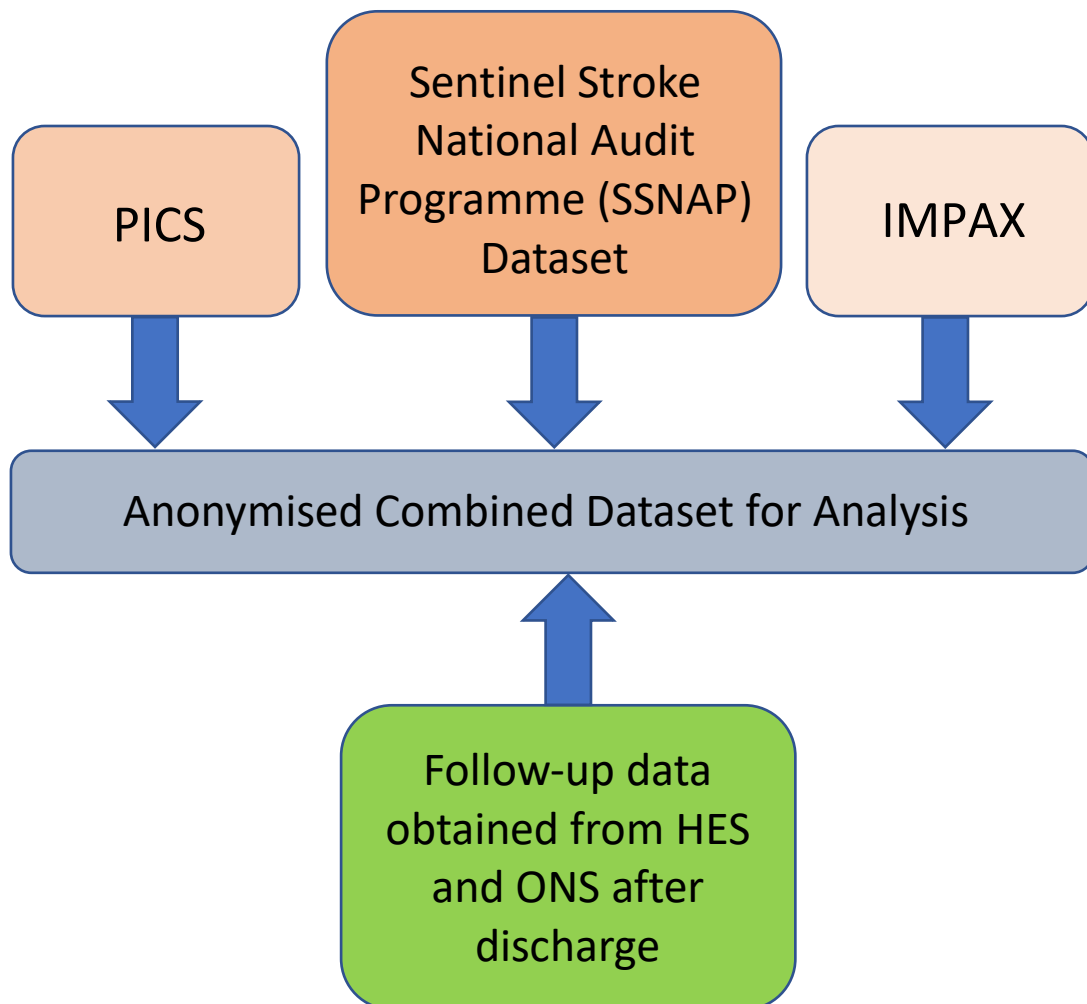 PICS
Sentinel Stroke
National Audit
Programme (SSNAP)
Dataset
IMPAX
Anonymised Combined Dataset for Analysis
Follow-up data
obtained from HES
and ONS after
discharge